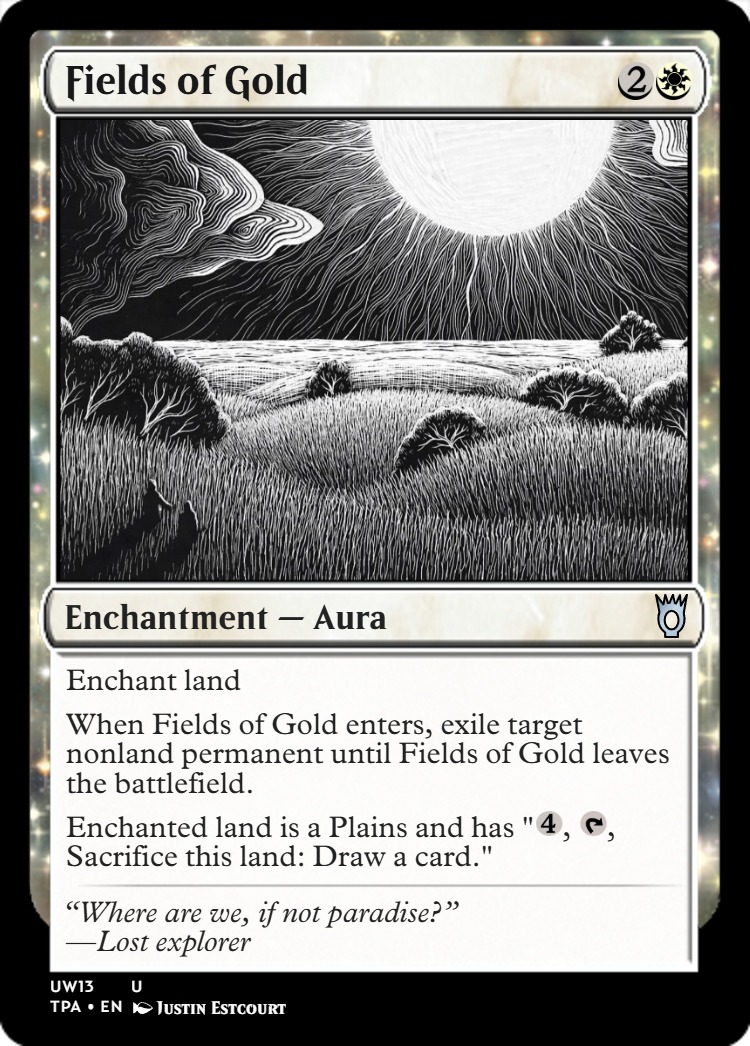 Fields of Gold
2
Enchantment — Aura
Enchant land
When Fields of Gold enters, exile target
nonland permanent until Fields of Gold leaves
the battlefield.
Enchanted land is a Plains and has "4, ,
Sacrifice this land: Draw a card."
“Where are we, if not paradise?”
—Lost explorer
UW13 U
TPA • EN Justin Estcourt